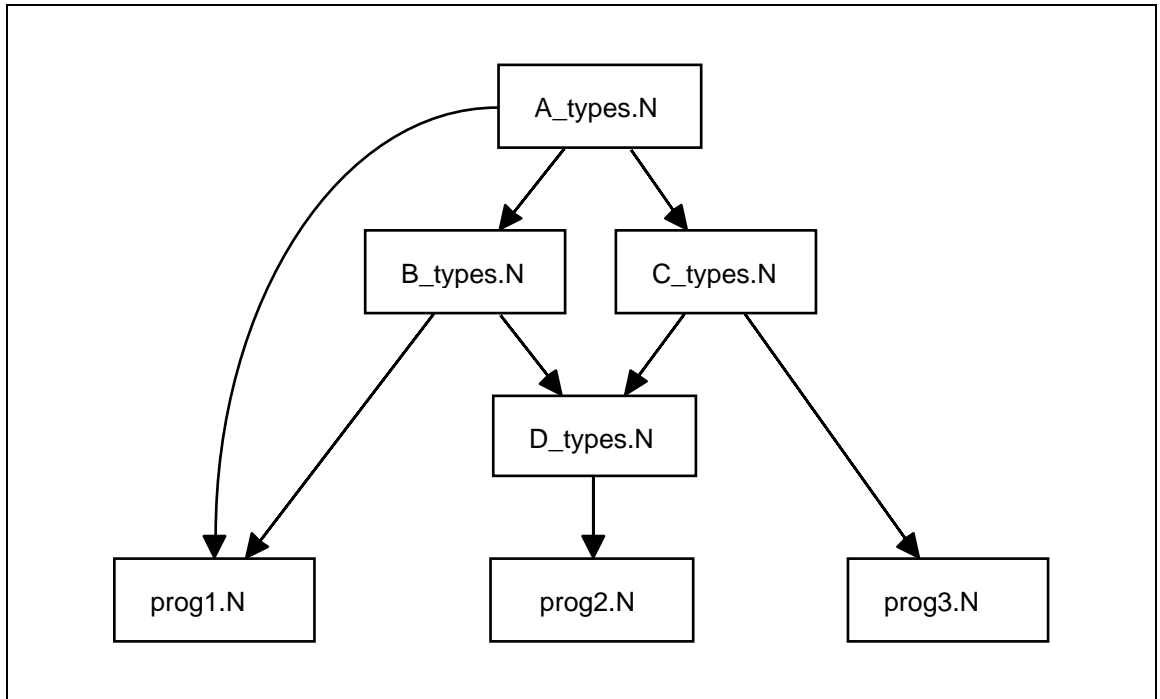 A_types.N
B_types.N
C_types.N
D_types.N
prog1.N
prog2.N
prog3.N